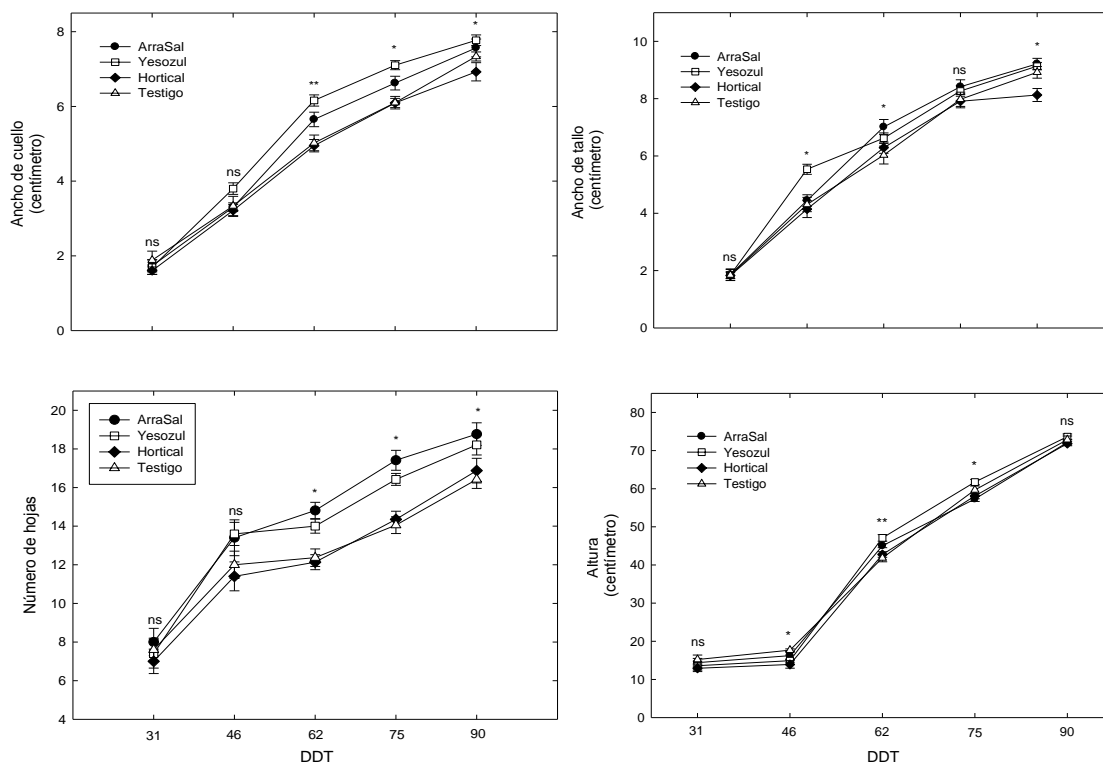 Ancho de cuello
(centímetro)
8
6
4
2
0
ArraSal
Yesozul
Hortical
Testigo
ns
ns
**
*
*
Ancho de tallo
(centímetro)
10
8
6
4
2
0
ArraSal
Yesozul
Hortical
Testigo
ns
*
*
ns
*
Número de hojas
20
18
16
14
12
10
8
6
4
ArraSal
Yesozul
Hortical
Testigo
ns
ns
*
*
*
31 46 62 75 90
DDT
Altura
(centímetro)
80
70
60
50
40
30
20
10
0
ArraSal
Yesozul
Hortical
Testigo
ns
*
**
*
ns
31 46 62 75 90
DDT